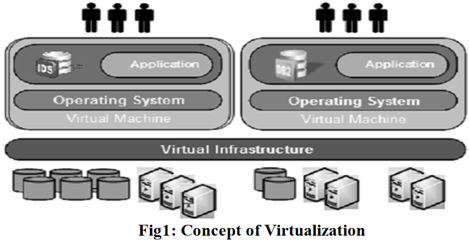 IDS
Application
Operating System
Virtual Machine
DB2
Application
Operating System
Virtual Machine
Virtual Infrastructure
Fig1: Concept of Virtualization